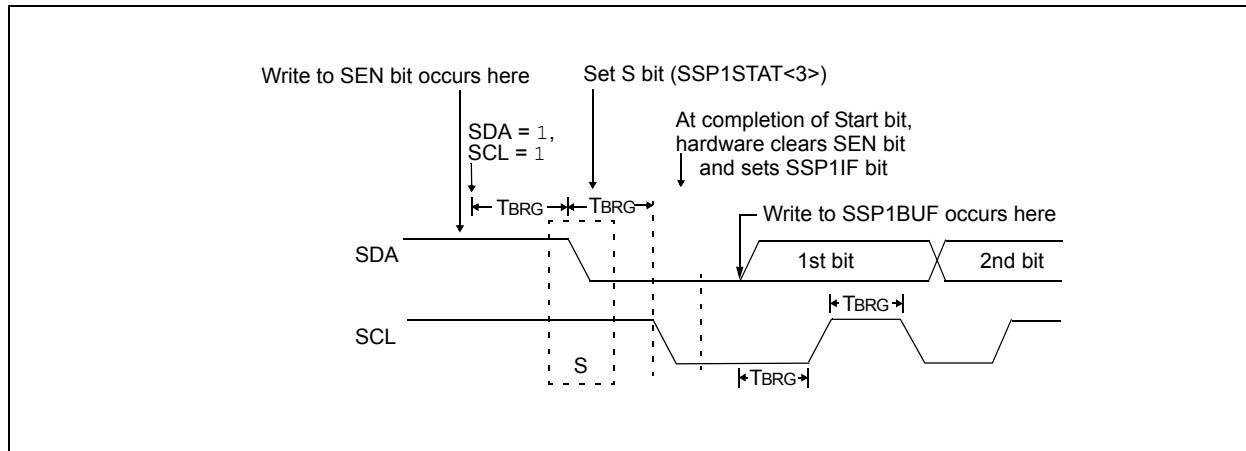 Write to SEN bit occurs here
Set S bit (SSP1STAT<3>)
SDA = 1,
SCL = 1
At completion of Start bit,
hardware clears SEN bit
and sets SSP1IF bit
TBRG
TBRG
Write to SSP1BUF occurs here
SDA
1st bit
2nd bit
TBRG
SCL
S
TBRG